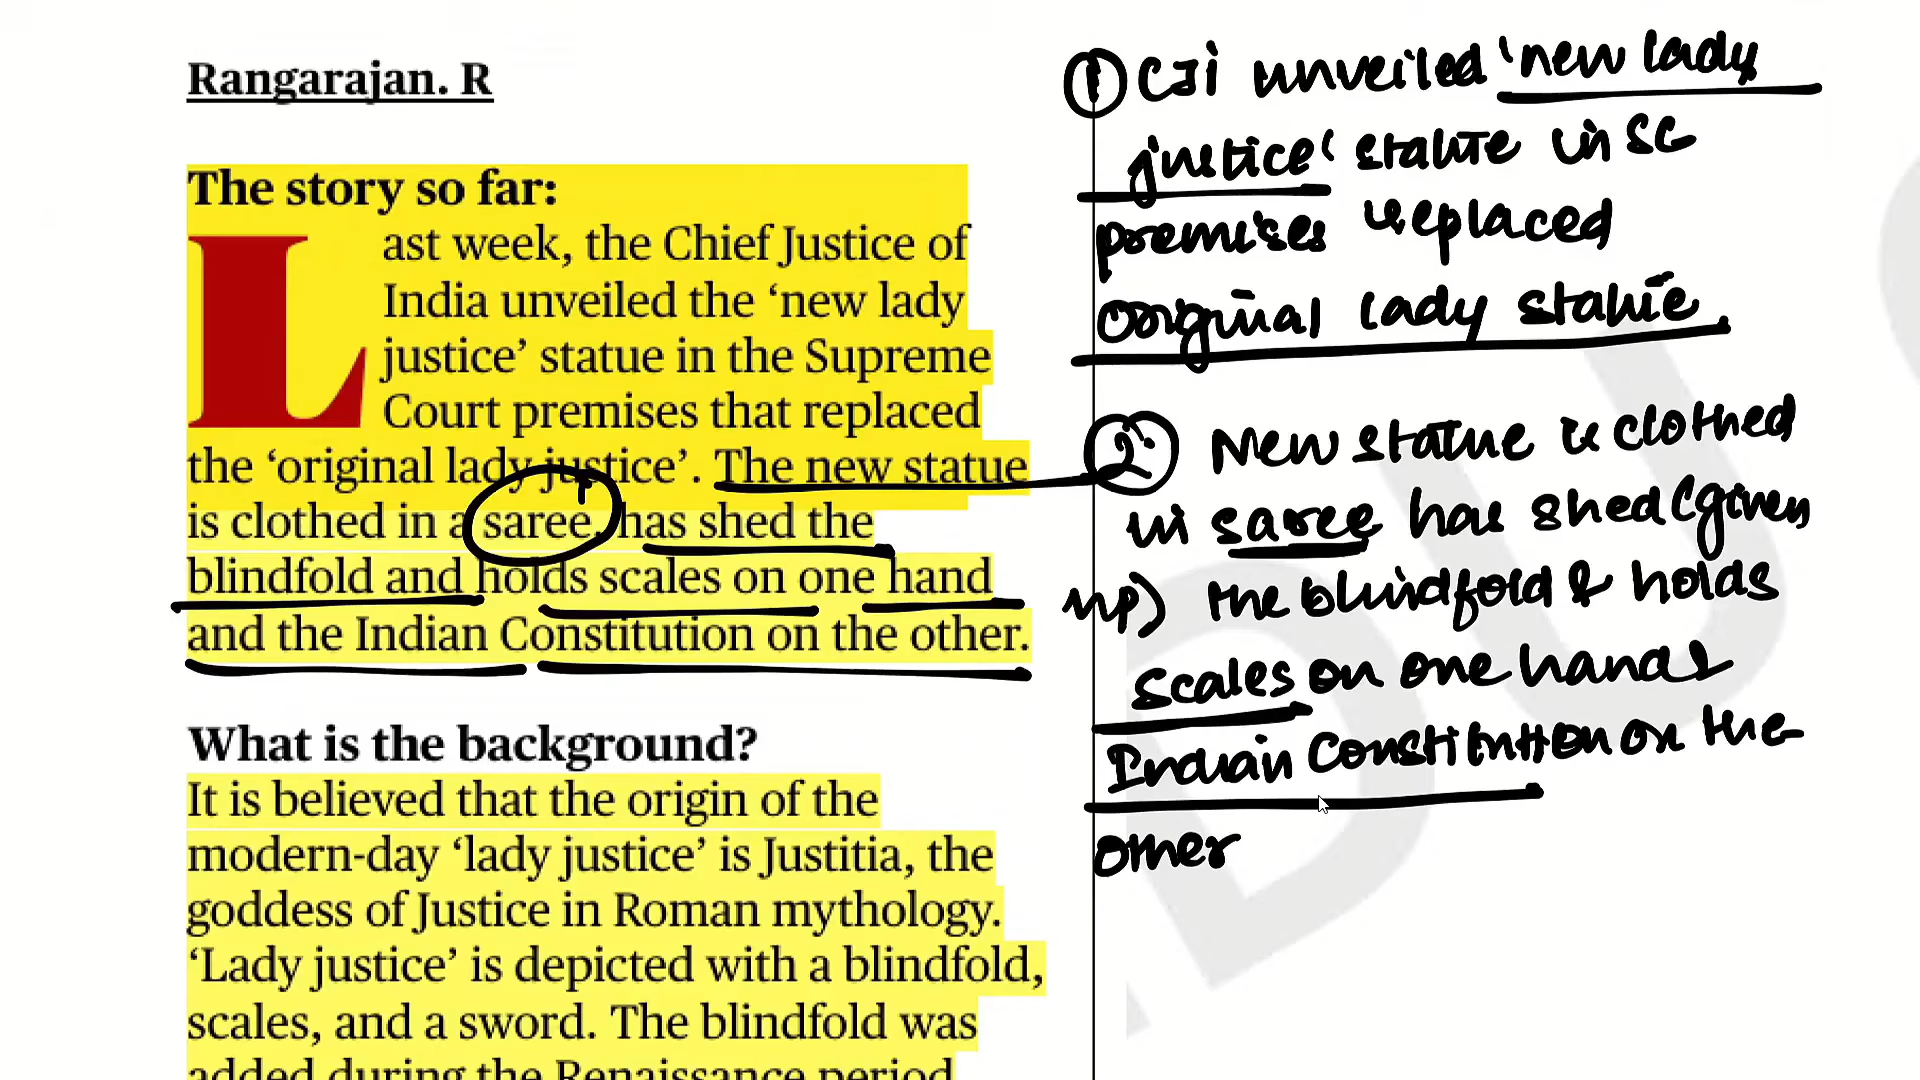 Rangarajan. R
The story so far:
Last week, the Chief Justice of
India unveiled the ‘new lady
justice’ statue in the Supreme
Court premises that replaced
the ‘original lady justice’. The new statue
is clothed in a saree, has shed the
blindfold and holds scales on one hand
and the Indian Constitution on the other.
What is the background?
It is believed that the origin of the
modern-day ‘lady justice’ is Justitia, the
goddess of Justice in Roman mythology.
‘Lady justice’ is depicted with a blindfold,
scales, and a sword. The blindfold was
added during the Renaissance period
① CJI unveiled 'new lady
justice' statue in SC
premises replaced
original lady statue.
② New statue is clothed
in saree has shed (given
up) the blindfold & holds
scales on one hand &
Indian Constitution on the
other